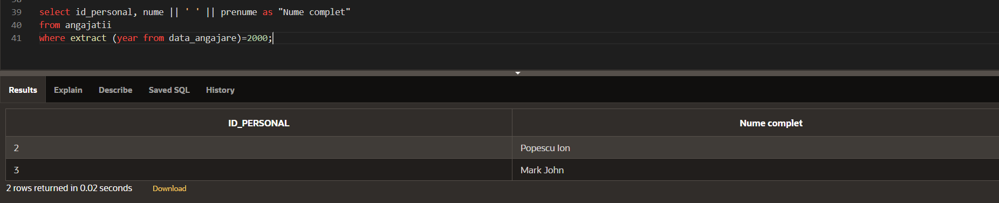 38
39 select id_personal, nume || ' ' || prenume as "Nume complet"
40 from angajatii
41 where extract (year from data_angajare)=2000;
Results Explain Describe Saved SQL History
ID_PERSONAL Nume complet
2 Popescu Ion
3 Mark John
2 rows returned in 0.02 seconds Download